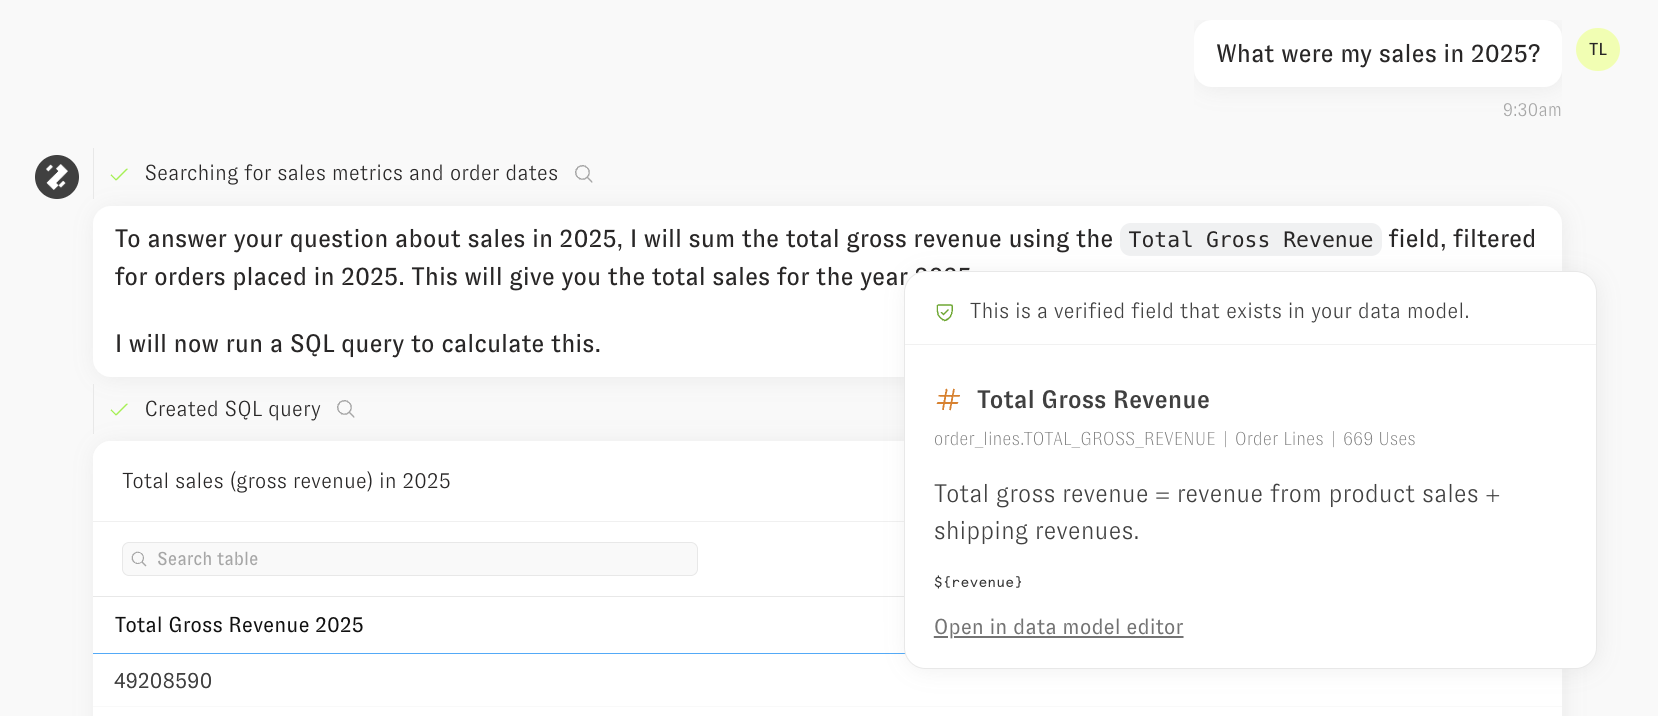 What were my sales in 2025?
TL
9:30am
Searching for sales metrics and order dates
To answer your question about sales in 2025, I will sum the total gross revenue using the Total Gross Revenue field, filtered
for orders placed in 2025. This will give you the total sales for the year
This is a verified field that exists in your data model.
I will now run a SQL query to calculate this.
Total Gross Revenue
order_lines.TOTAL_GROSS_REVENUE | Order Lines | 669 Uses
Total gross revenue = revenue from product sales +
shipping revenues.
${revenue}
Open in data model editor
Created SQL query
Total sales (gross revenue) in 2025
Search table
Total Gross Revenue 2025
49208590